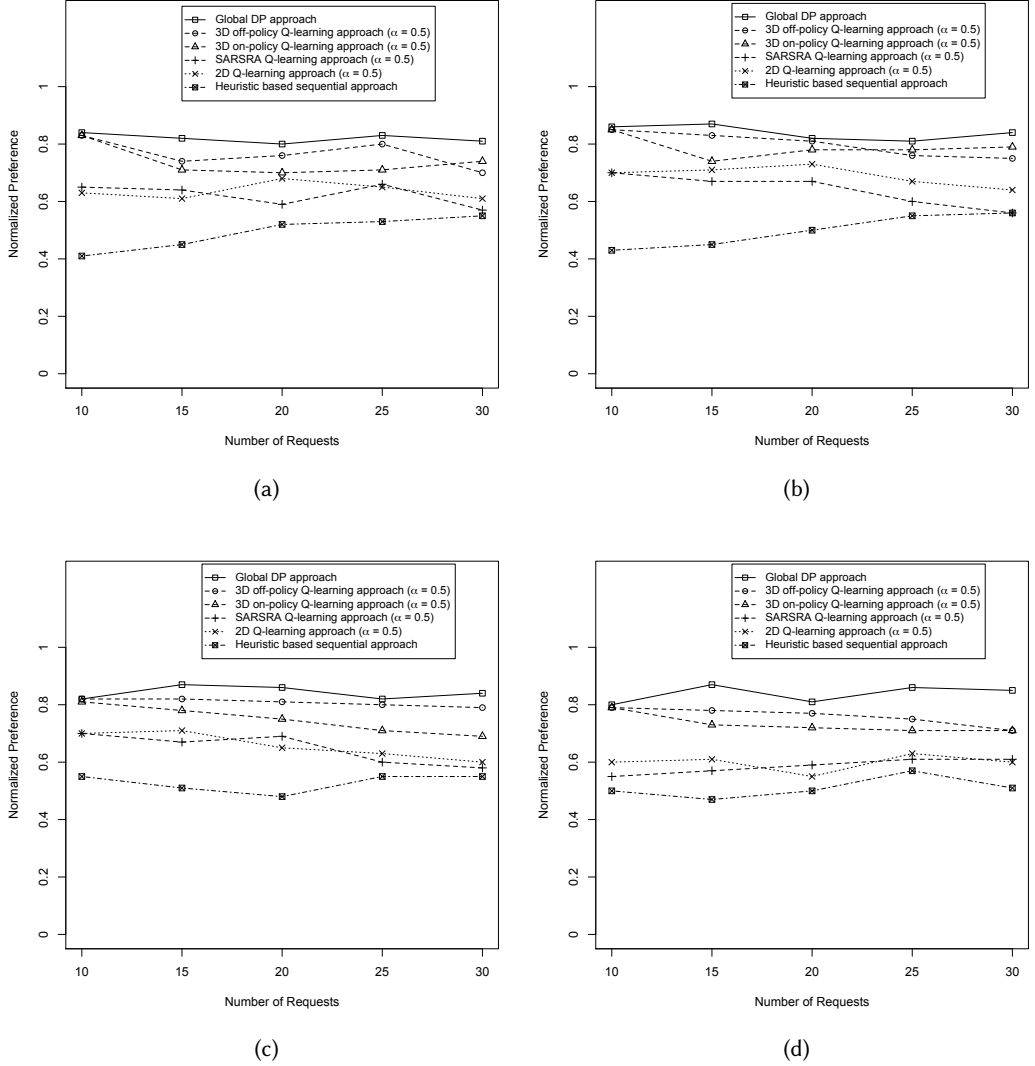 Global DP approach
3D off-policy Q-learning approach (α = 0.5)
3D on-policy Q-learning approach (α = 0.5)
SARSRA Q-learning approach (α = 0.5)
2D Q-learning approach (α = 0.5)
Heuristic based sequential approach
Normalized Preference
1
0.8
0.6
0.4
0.2
0
10 15 20 25 30
Number of Requests
(a)
Global DP approach
3D off-policy Q-learning approach (α = 0.5)
3D on-policy Q-learning approach (α = 0.5)
SARSRA Q-learning approach (α = 0.5)
2D Q-learning approach (α = 0.5)
Heuristic based sequential approach
Normalized Preference
1
0.8
0.6
0.4
0.2
0
10 15 20 25 30
Number of Requests
(b)
Global DP approach
3D off-policy Q-learning approach (α = 0.5)
3D on-policy Q-learning approach (α = 0.5)
SARSRA Q-learning approach (α = 0.5)
2D Q-learning approach (α = 0.5)
Heuristic based sequential approach
Normalized Preference
1
0.8
0.6
0.4
0.2
0
10 15 20 25 30
Number of Requests
(c)
Global DP approach
3D off-policy Q-learning approach (α = 0.5)
3D on-policy Q-learning approach (α = 0.5)
SARSRA Q-learning approach (α = 0.5)
2D Q-learning approach (α = 0.5)
Heuristic based sequential approach
Normalized Preference
1
0.8
0.6
0.4
0.2
0
10 15 20 25 30
Number of Requests
(d)